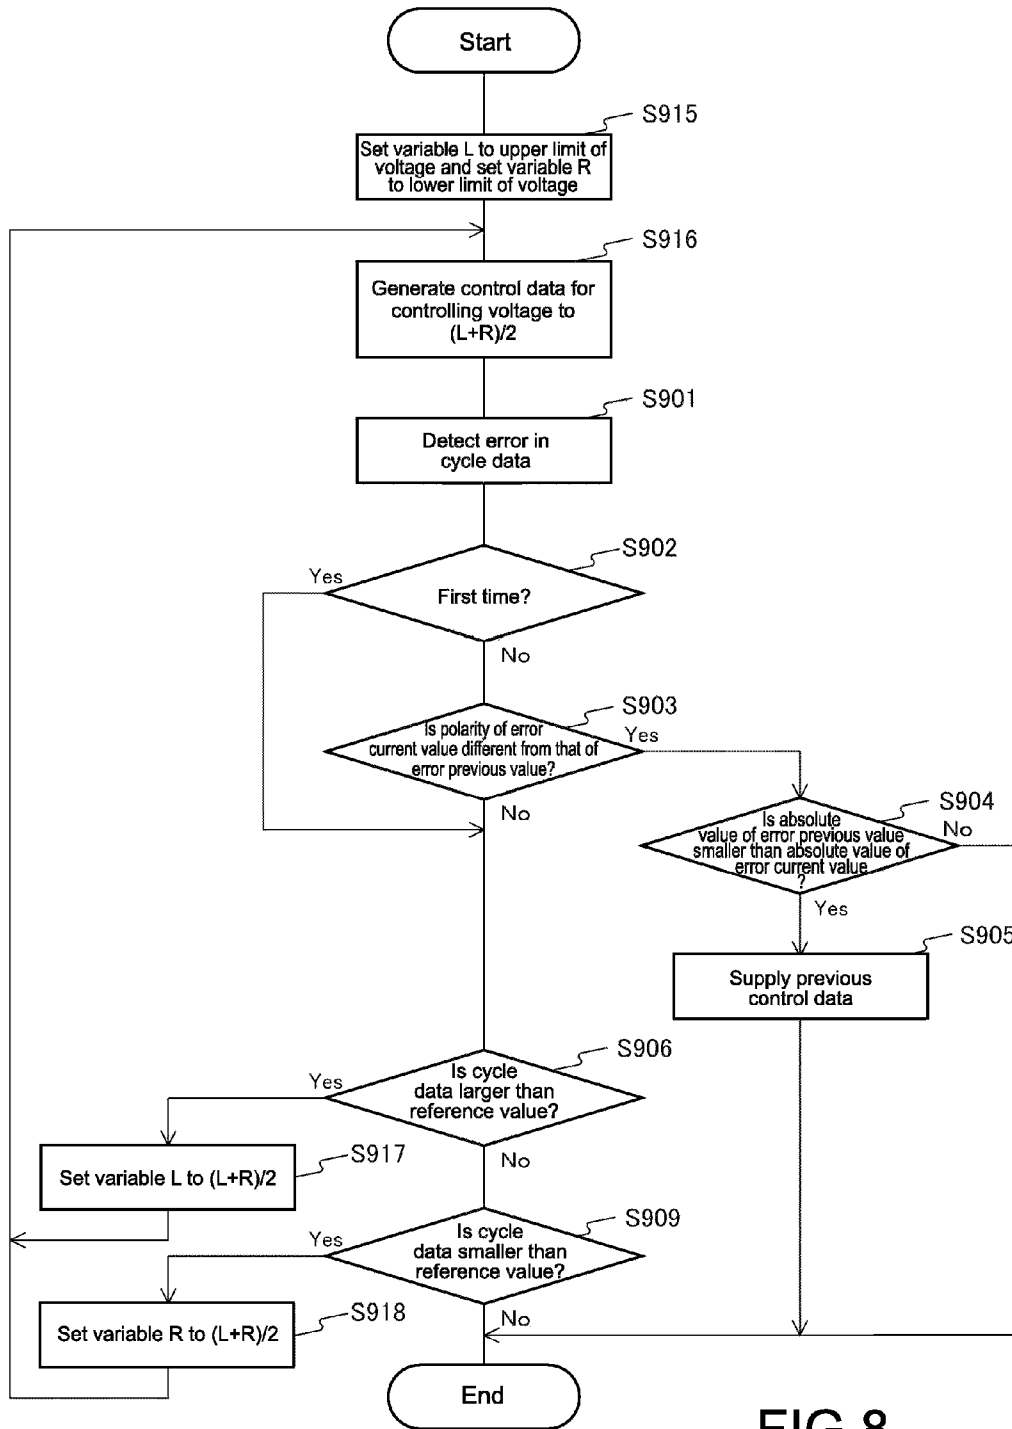 Start
S915
Set variable L to upper limit of
voltage and set variable R
to lower limit of voltage
S916
Generate control data for
controlling voltage to
(L+R)/2
S901
Detect error in
cycle data
S902
Yes
First time?
No
S903
Is polarity of error
current value different from that of
error previous value?
Yes
No
S904
Is absolute
value of error previous value
smaller than absolute value of
error current value
?
No
Yes
S905
Supply previous
control data
S906
Is cycle
data larger than
reference value?
Yes
No
S917
Set variable L to (L+R)/2
S909
Is cycle
data smaller than
reference value?
Yes
No
S918
Set variable R to (L+R)/2
End
FIG.8